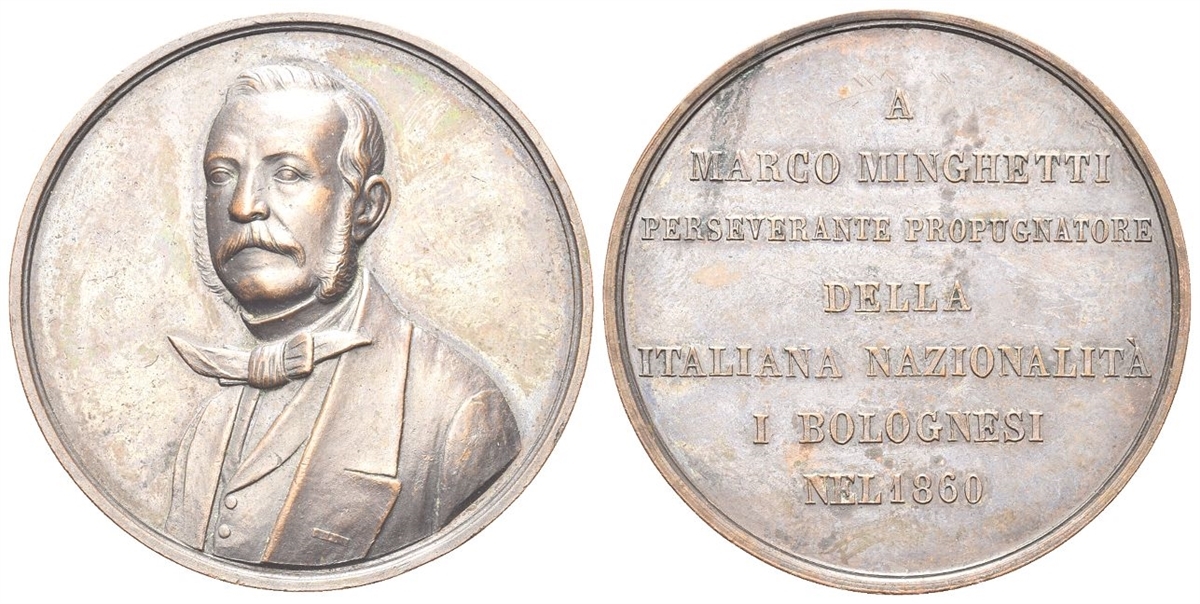 A
MARCO MINGHETTI
PERSEVERANTE PROPUGNATORE
DELLA
ITALIANA NAZIONALITÀ
I BOLOGNESI
NEL 1860